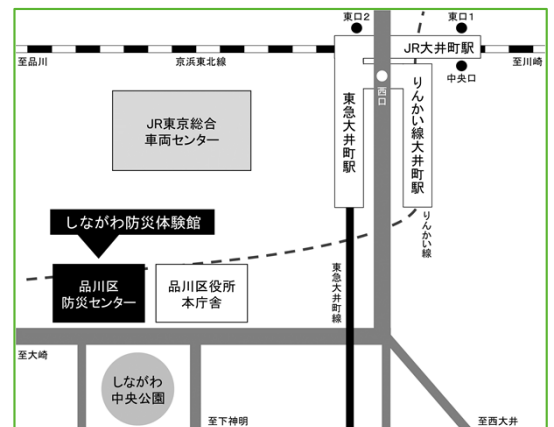 東口2
東口1
JR大井町駅
至品川
京浜東北線
至川崎
中央口
西口
東急大井町駅
りんかい線大井町駅
JR東京総合
車両センター
しながわ防災体験館
りんかい線
品川区
防災センター
品川区役所
本庁舎
東急大井町線
至大崎
しながわ
中央公園
至下神明
至西大井